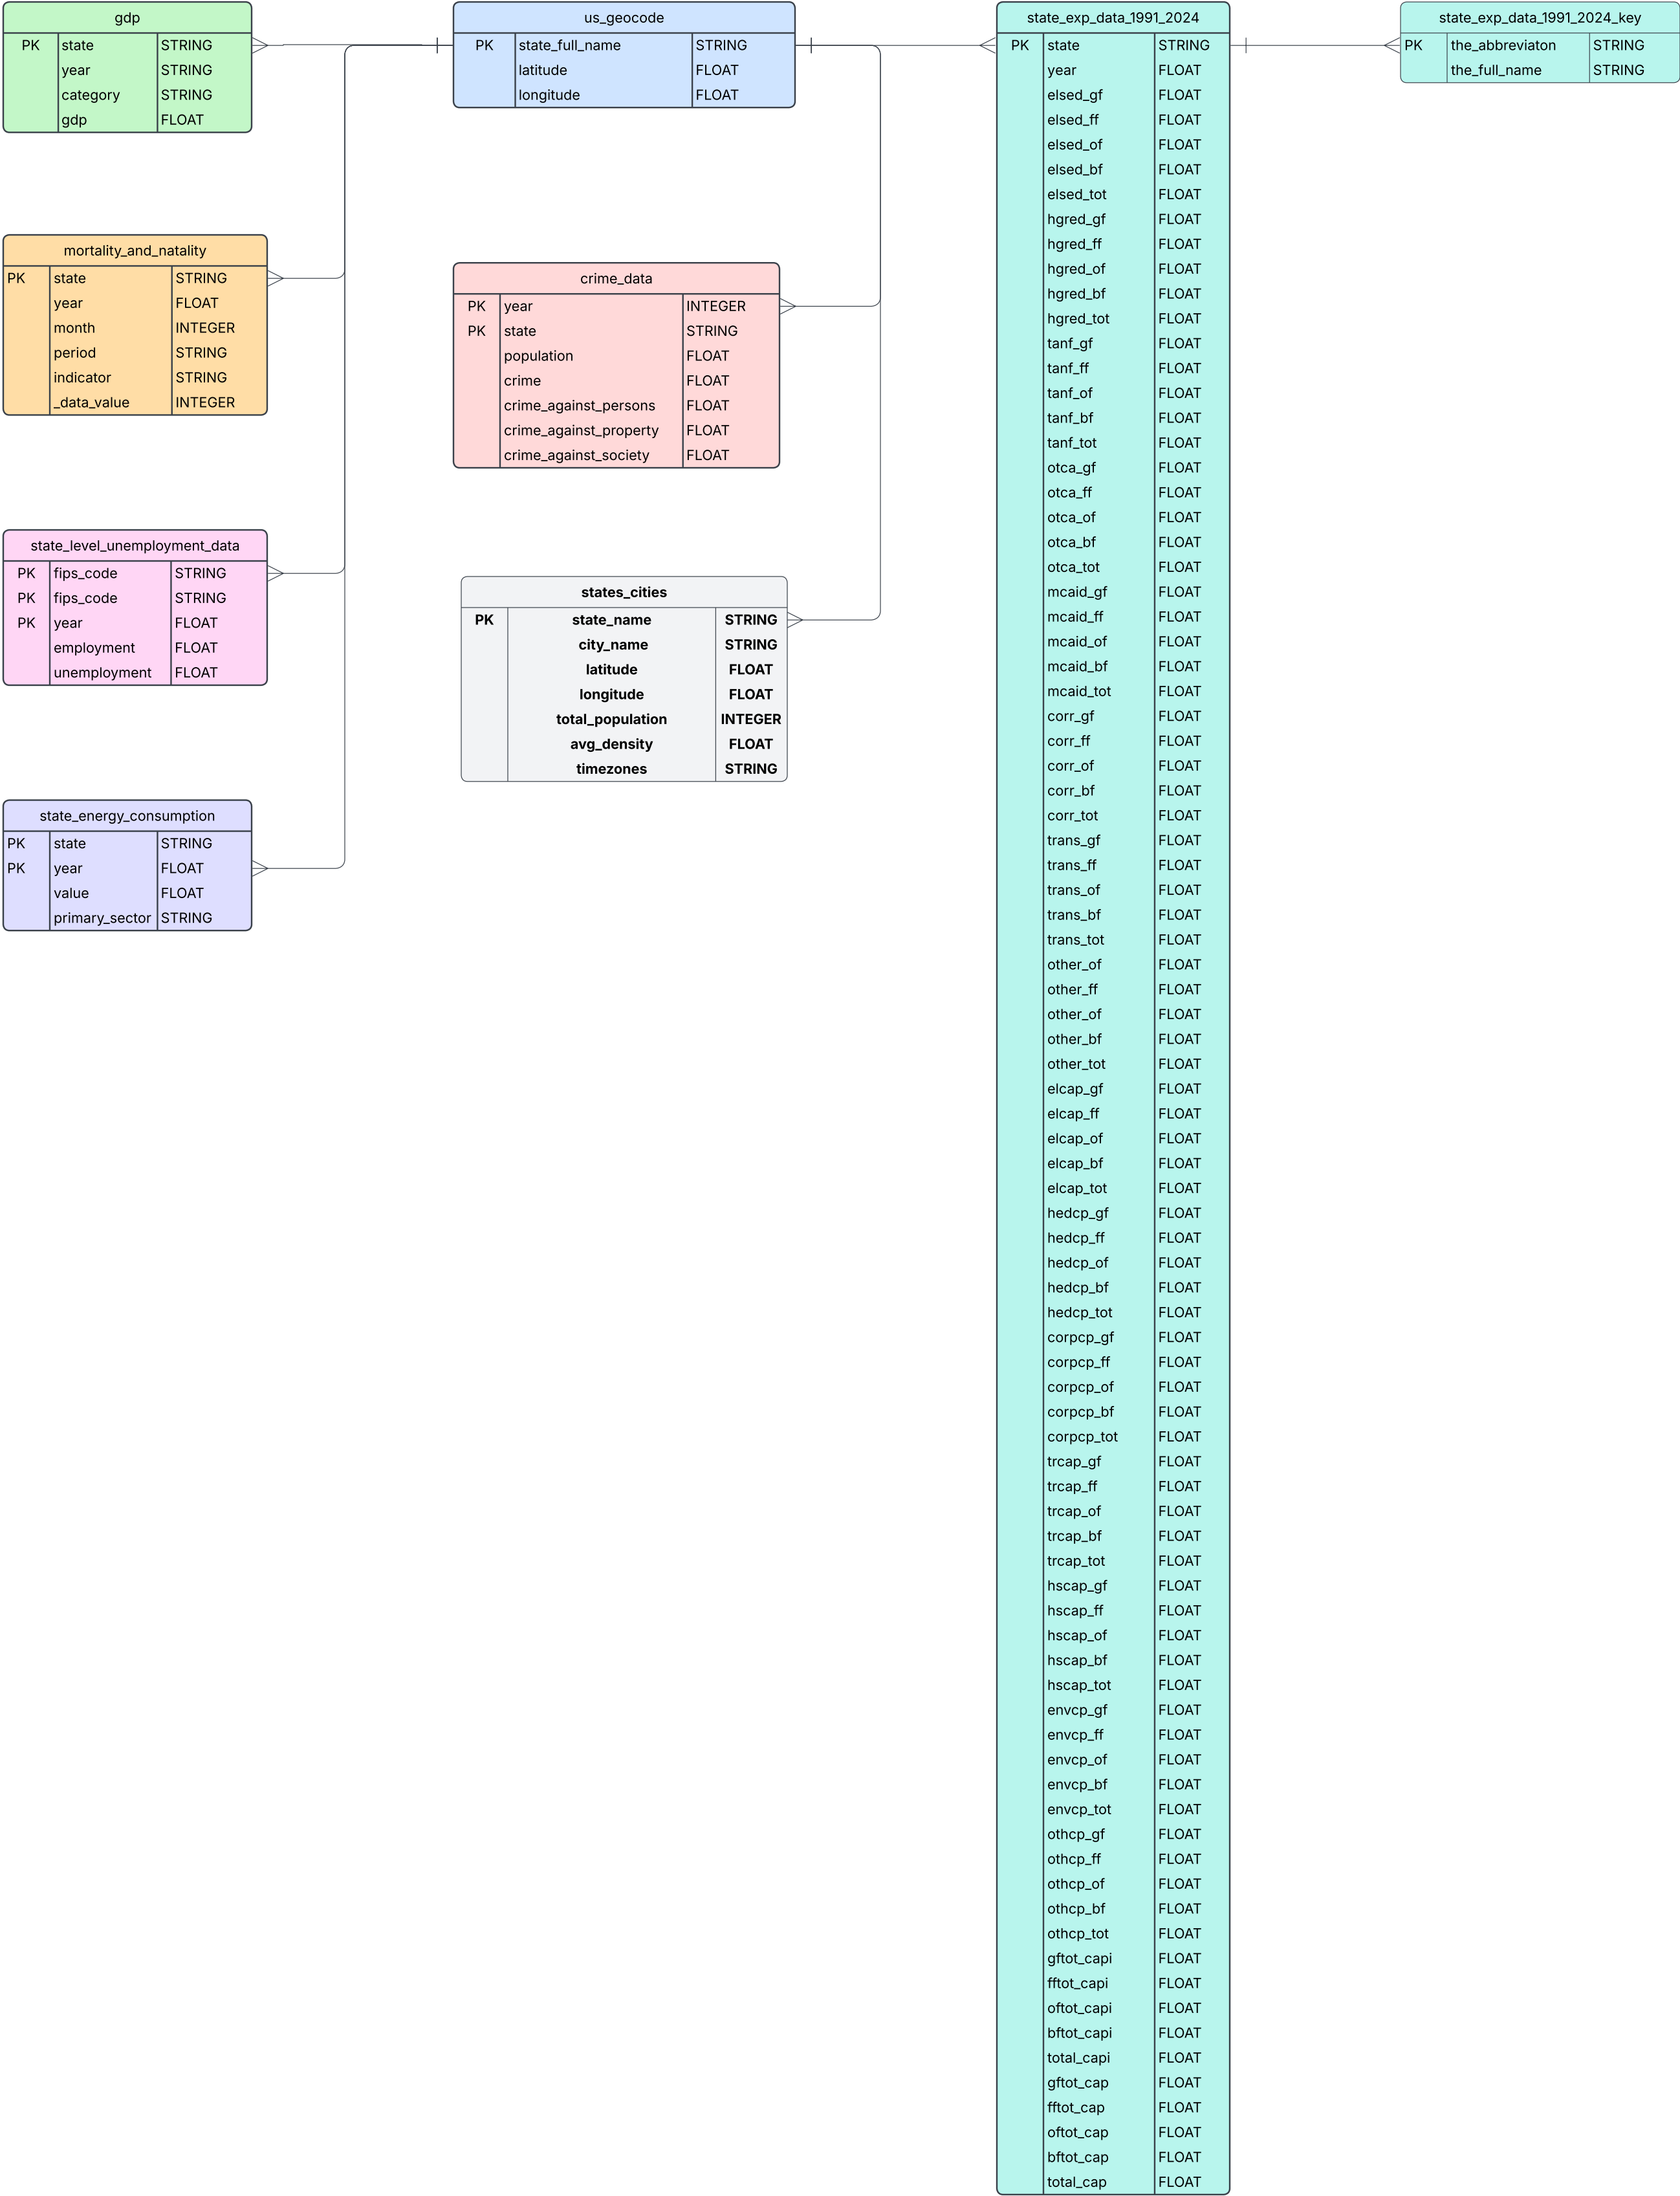 gdp
PK state STRING
year STRING
category STRING
gdp FLOAT
us_geocode
PK state_full_name STRING
latitude FLOAT
longitude FLOAT
mortality_and_natality
PK state STRING
year FLOAT
month INTEGER
period STRING
indicator STRING
_data_value INTEGER
crime_data
PK year INTEGER
PK state STRING
population FLOAT
crime FLOAT
crime_against_persons FLOAT
crime_against_property FLOAT
crime_against_society FLOAT
state_level_unemployment_data
PK fips_code STRING
PK fips_code STRING
PK year FLOAT
employment FLOAT
unemployment FLOAT
states_cities
PK state_name STRING
city_name STRING
latitude FLOAT
longitude FLOAT
total_population INTEGER
avg_density FLOAT
timezones STRING
state_energy_consumption
PK state STRING
PK year FLOAT
value FLOAT
primary_sector STRING
state_exp_data_1991_2024
PK state STRING
year FLOAT
elsed_gf FLOAT
elsed_ff FLOAT
elsed_of FLOAT
elsed_bf FLOAT
elsed_tot FLOAT
hgred_gf FLOAT
hgred_ff FLOAT
hgred_of FLOAT
hgred_bf FLOAT
hgred_tot FLOAT
tanf_gf FLOAT
tanf_ff FLOAT
tanf_of FLOAT
tanf_bf FLOAT
tanf_tot FLOAT
otca_gf FLOAT
otca_ff FLOAT
otca_of FLOAT
otca_bf FLOAT
otca_tot FLOAT
mcaid_gf FLOAT
mcaid_ff FLOAT
mcaid_of FLOAT
mcaid_bf FLOAT
mcaid_tot FLOAT
corr_gf FLOAT
corr_ff FLOAT
corr_of FLOAT
corr_bf FLOAT
corr_tot FLOAT
trans_gf FLOAT
trans_ff FLOAT
trans_of FLOAT
trans_bf FLOAT
trans_tot FLOAT
other_of FLOAT
other_ff FLOAT
other_of FLOAT
other_bf FLOAT
other_tot FLOAT
elcap_gf FLOAT
elcap_ff FLOAT
elcap_of FLOAT
elcap_bf FLOAT
elcap_tot FLOAT
hedcp_gf FLOAT
hedcp_ff FLOAT
hedcp_of FLOAT
hedcp_bf FLOAT
hedcp_tot FLOAT
corpcp_gf FLOAT
corpcp_ff FLOAT
corpcp_of FLOAT
corpcp_bf FLOAT
corpcp_tot FLOAT
trcap_gf FLOAT
trcap_ff FLOAT
trcap_of FLOAT
trcap_bf FLOAT
trcap_tot FLOAT
hscap_gf FLOAT
hscap_ff FLOAT
hscap_of FLOAT
hscap_bf FLOAT
hscap_tot FLOAT
envcp_gf FLOAT
envcp_ff FLOAT
envcp_of FLOAT
envcp_bf FLOAT
envcp_tot FLOAT
othcp_gf FLOAT
othcp_ff FLOAT
othcp_of FLOAT
othcp_bf FLOAT
othcp_tot FLOAT
gftot_capi FLOAT
fftot_capi FLOAT
oftot_capi FLOAT
bftot_capi FLOAT
total_capi FLOAT
gftot_cap FLOAT
fftot_cap FLOAT
oftot_cap FLOAT
bftot_cap FLOAT
total_cap FLOAT
state_exp_data_1991_2024_key
PK the_abbreviaton STRING
the_full_name STRING